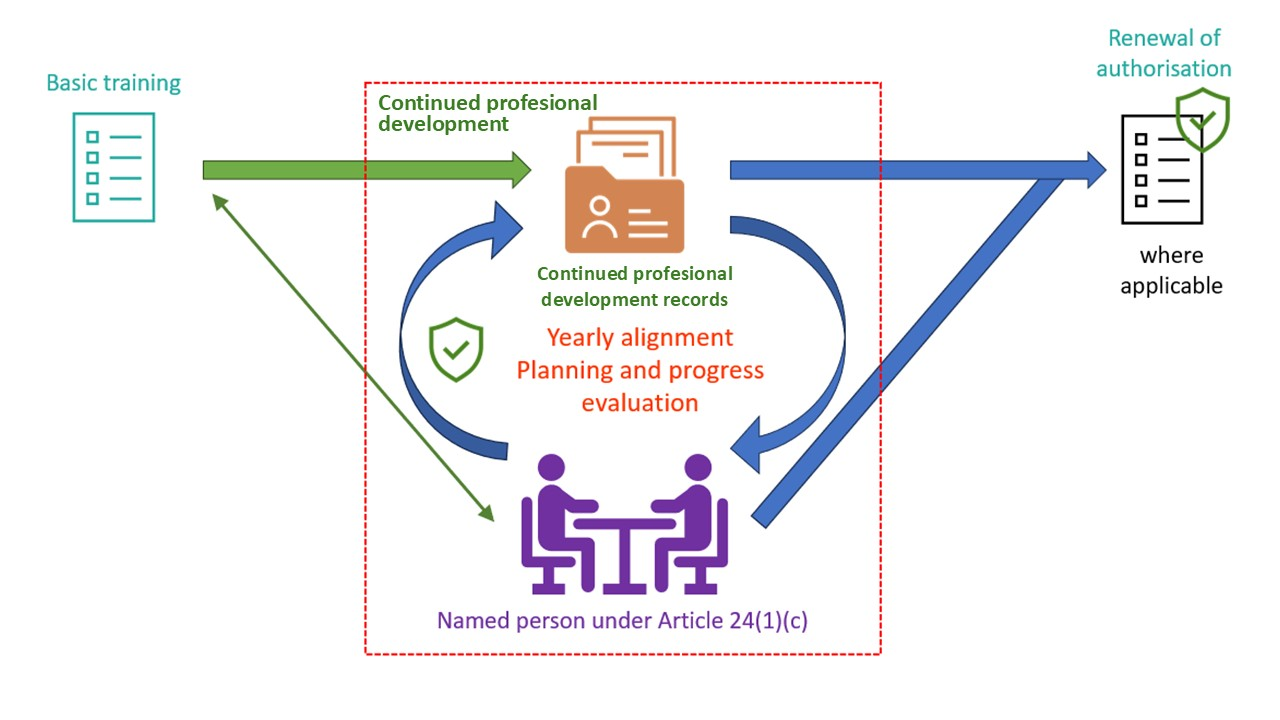 Basic training
Continued profesional
development
Renewal of
authorisation
where
applicable
Continued profesional
development records
Yearly alignment
Planning and progress
evaluation
Named person under Article 24(1)(c)